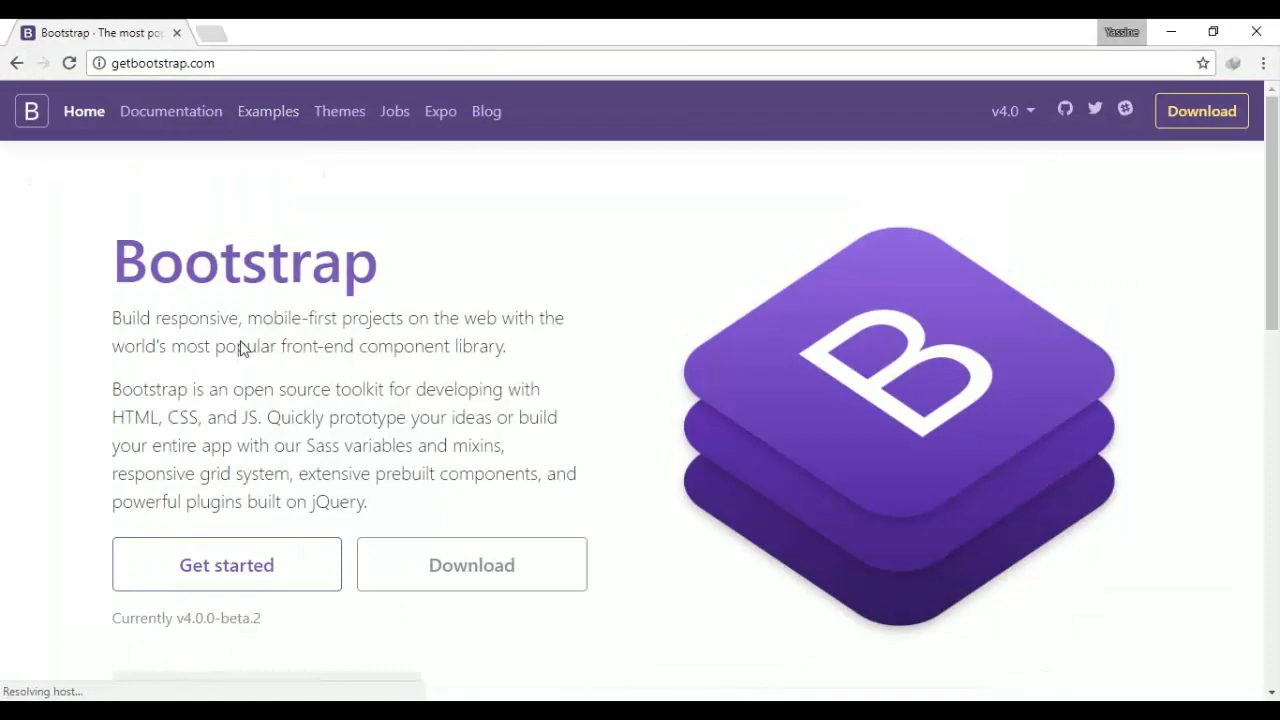 Bootstrap · The most po
Yassine
getbootstrap.com
B Home Documentation Examples Themes Jobs Expo Blog v4.0 Download
Bootstrap
Build responsive, mobile-first projects on the web with the
world's most popular front-end component library.
Bootstrap is an open source toolkit for developing with
HTML, CSS, and JS. Quickly prototype your ideas or build
your entire app with our Sass variables and mixins,
responsive grid system, extensive prebuilt components, and
powerful plugins built on jQuery.
Get started Download
Currently v4.0.0-beta.2
B
Resolving host...